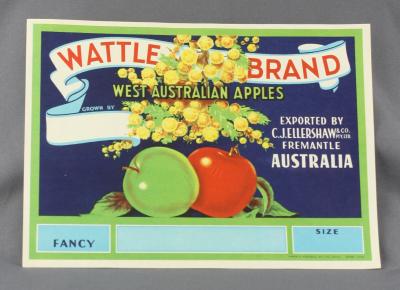 WATTLE BRAND
WEST AUSTRALIAN APPLES
GROWN BY
EXPORTED BY
C.J. ELLERSHAW & CO. PTY. LTD.
FREMANTLE
AUSTRALIA
FANCY
SIZE